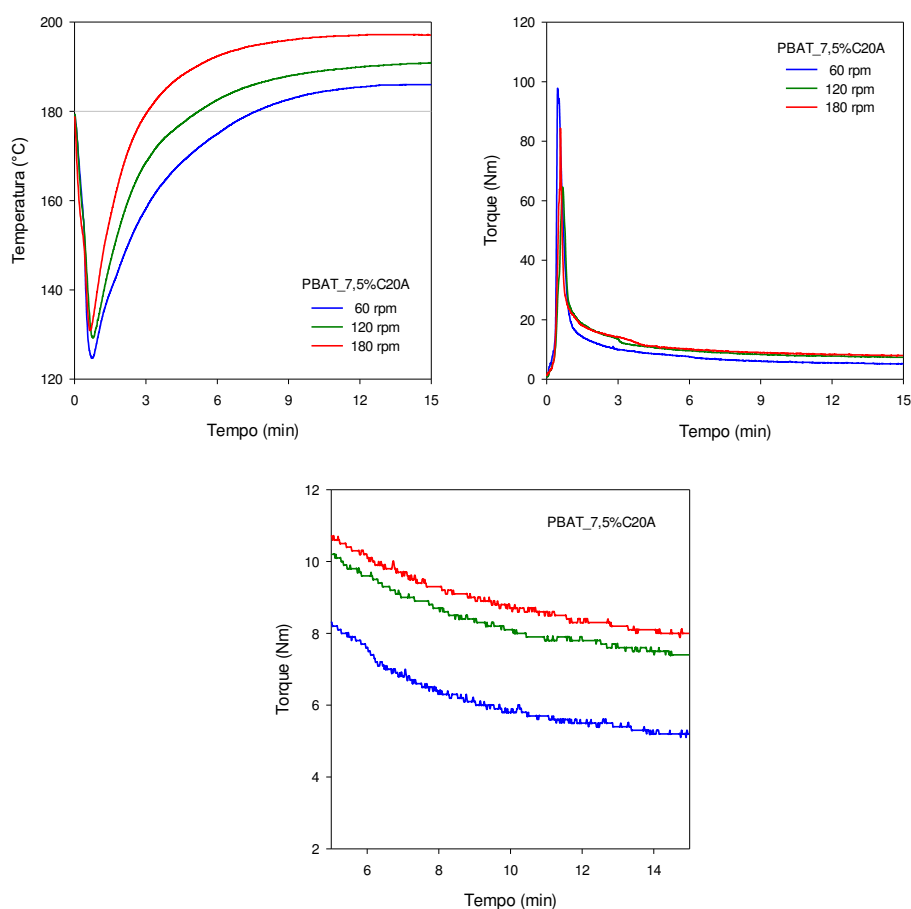 200
190
180
160
140
120
Temperatura (°C)
0 3 6 9 12 15
Tempo (min)
PBAT_7,5%C20A
60 rpm
120 rpm
180 rpm
120
100
80
60
40
20
0
Torque (Nm)
0 3 6 9 12 15
Tempo (min)
PBAT_7,5%C20A
60 rpm
120 rpm
180 rpm
12
10
8
6
4
2
Torque (Nm)
6 8 10 12 14
Tempo (min)
PBAT_7,5%C20A